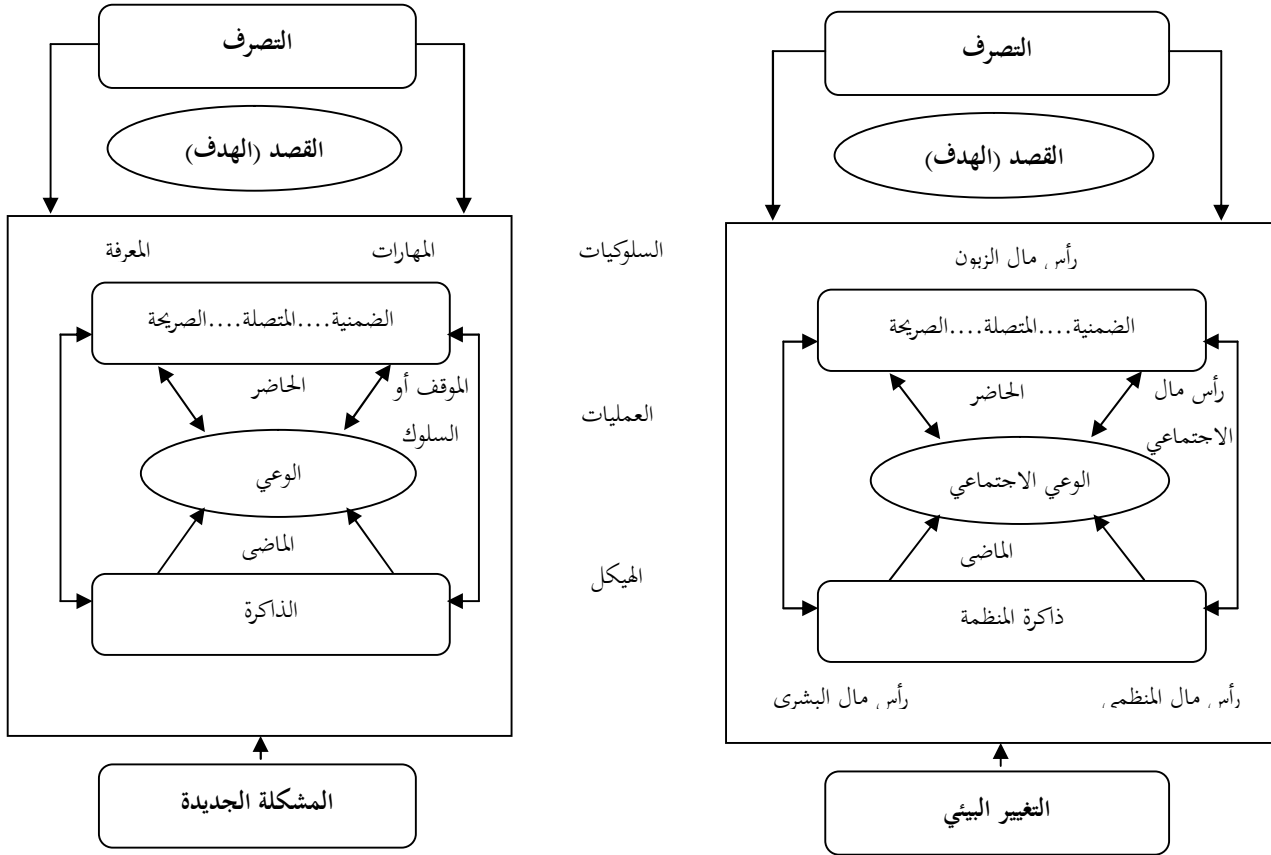 التصرف
القصد (الهدف)
المعرفة
المهارات
الضمنية....المتصلة....الصريحة
الحاضر
الموقف أو
السلوك
الوعي
الماضي
الذاكرة
المشكلة الجديدة
السلوكيات
العمليات
الهيكل
التصرف
القصد (الهدف)
رأس مال الزبون
الضمنية....المتصلة....الصريحة
الحاضر
رأس مال
الاجتماعي
الوعي الاجتماعي
الماضي
ذاكرة المنظمة
رأس مال البشري
رأس مال المنظمي
التغيير البيئي